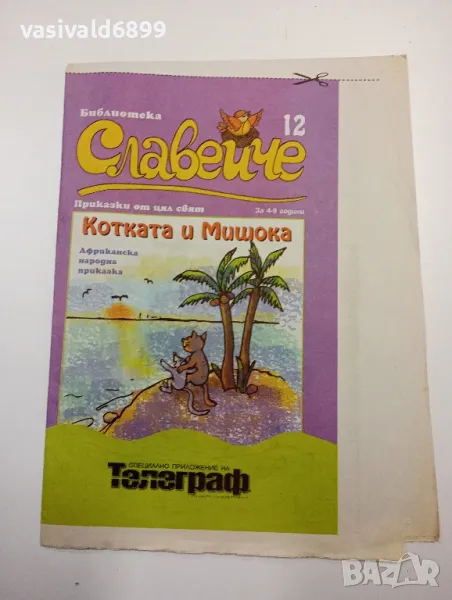 vasivald6899
Библиотека
12
Славейче
Приказки от цял свят
За 4-9 години
Котката и Мишока
Африканска
народна
приказка
СПЕЦИАЛНО ПРИЛОЖЕНИЕ НА
Телеграф
BAZAR